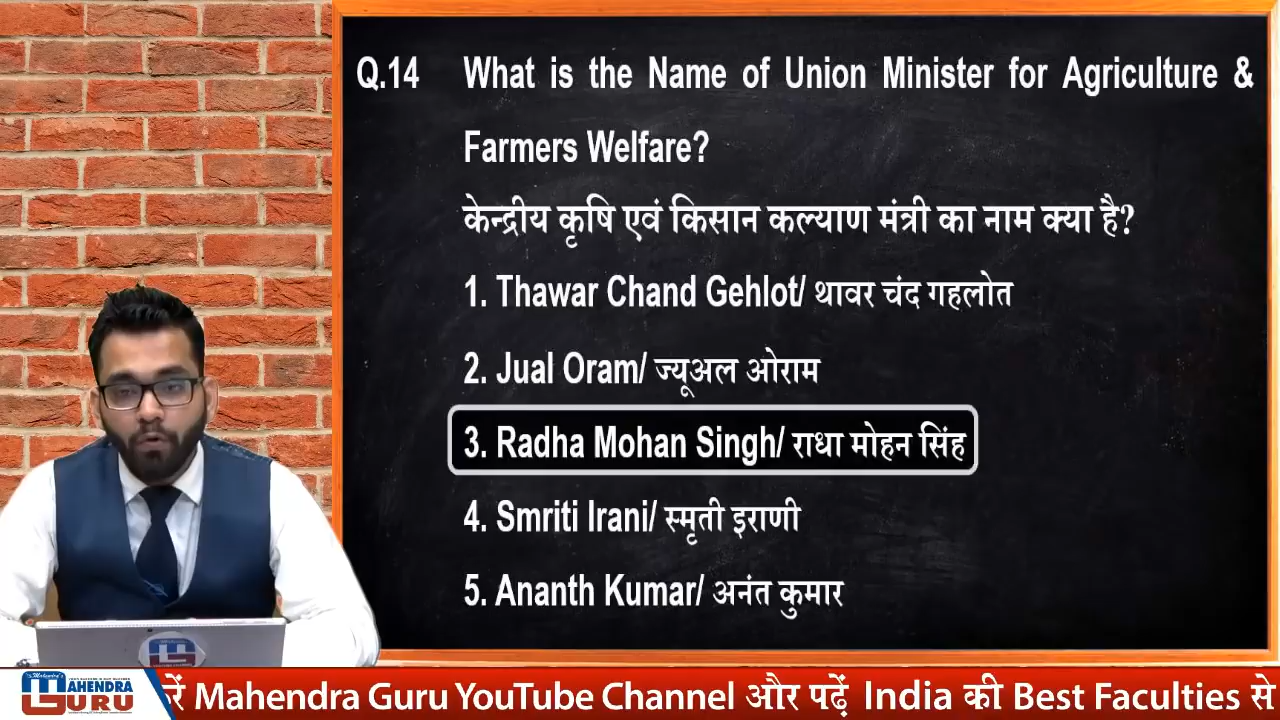 Q.14 What is the Name of Union Minister for Agriculture &
Farmers Welfare?
केन्द्रीय कृषि एवं किसान कल्याण मंत्री का नाम क्या है?
1. Thawar Chand Gehlot/ थावर चंद गहलोत
2. Jual Oram/ ज्यूअल ओराम
3. Radha Mohan Singh/ राधा मोहन सिंह
4. Smriti Irani/ स्मृती इराणी
5. Ananth Kumar/ अनंत कुमार
Mahendra's
MAHENDRA
GURU
रें Mahendra Guru YouTube Channel और पढ़ें India की Best Faculties से